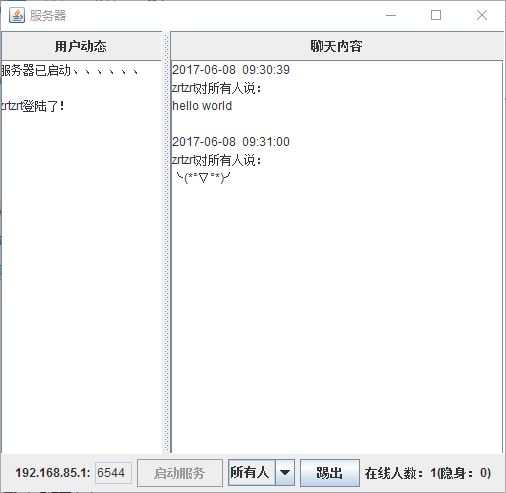 服务器
用户动态
服务器已启动、、、、、、
zrtzrt登陆了!
聊天内容
2017-06-08 09:30:39
zrtzrt对所有人说：
hello world
2017-06-08 09:31:00
zrtzrt对所有人说：
╰(*°▽°*)╯
192.168.85.1: 6544 启动服务 所有人 踢出 在线人数：1(隐身：0)